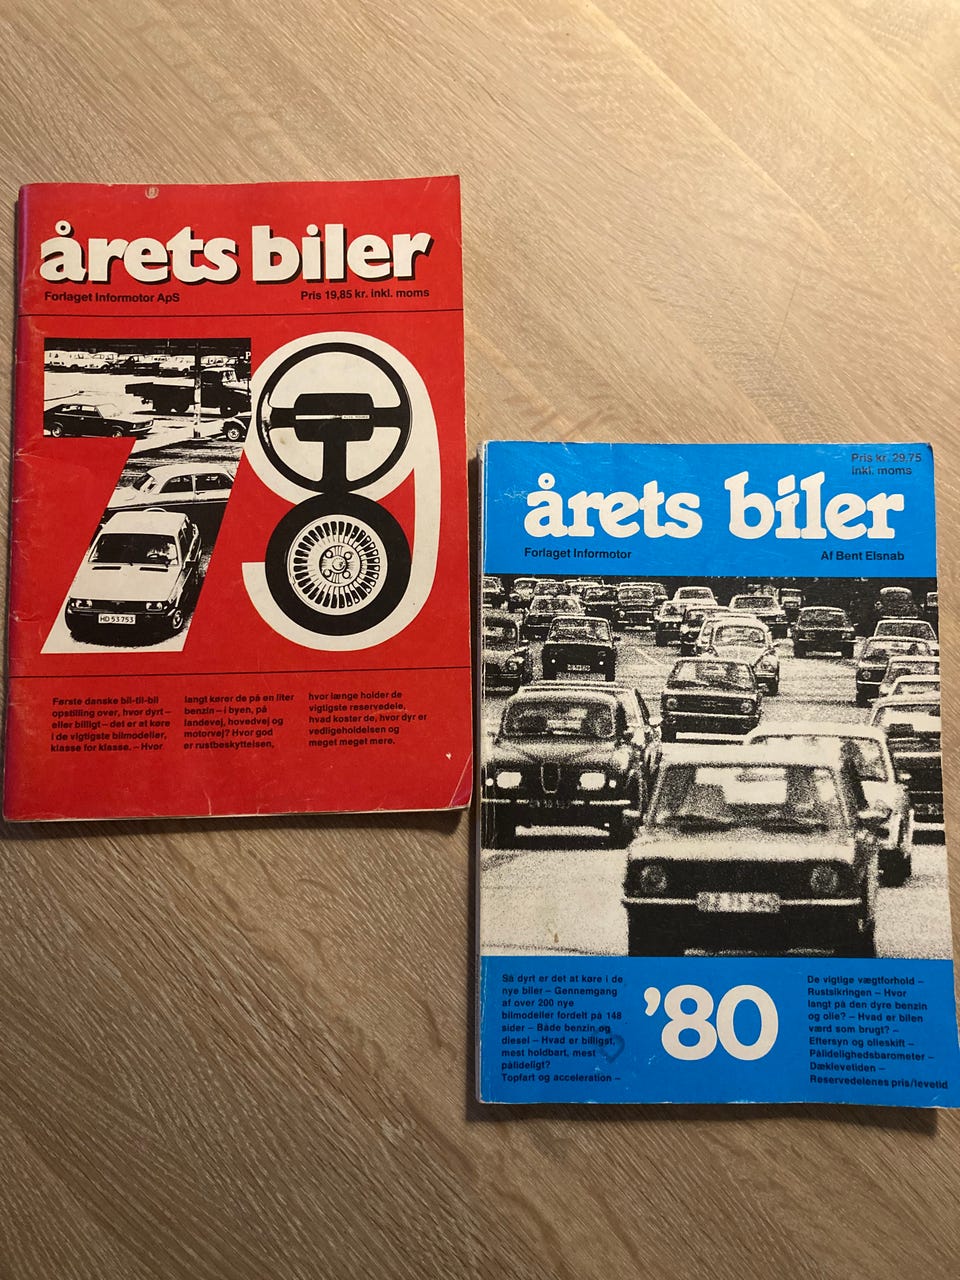 årets biler
Forlaget Informotor ApS
Pris 19,85 kr. inkl. moms
79
HD 53 753
Første danske bil-til-bil
opstilling over, hvor dyrt –
eller billigt – det er at køre
i de vigtigste bilmodeller,
klasse for klasse. – Hvor
langt kører de på en liter
benzin – i byen, på
landevej, hovedvej og
motorvej? Hvor god
er rustbeskyttelsen,
hvor længe holder de
vigtigste reservedele,
hvad koster de, hvor dyr er
vedligeholdelsen og
meget meget mere.
Pris kr. 29,75
inkl. moms
årets biler
Forlaget Informotor
Af Bent Elsnab
Så dyrt er det at køre i de
nye biler – Gennemgang
af over 200 nye
bilmodeller fordelt på 148
sider – Både benzin og
diesel – Hvad er billigst,
mest holdbart, mest
pålideligt?
Topfart og acceleration –
'80
De vigtige vægtforhold –
Rustsikringen – Hvor
langt på den dyre benzin
og olie? – Hvad er bilen
værd som brugt? –
Eftersyn og olieskift –
Pålidelighedsbarometer –
Dæklevetiden –
Reservedelenes pris/levetid